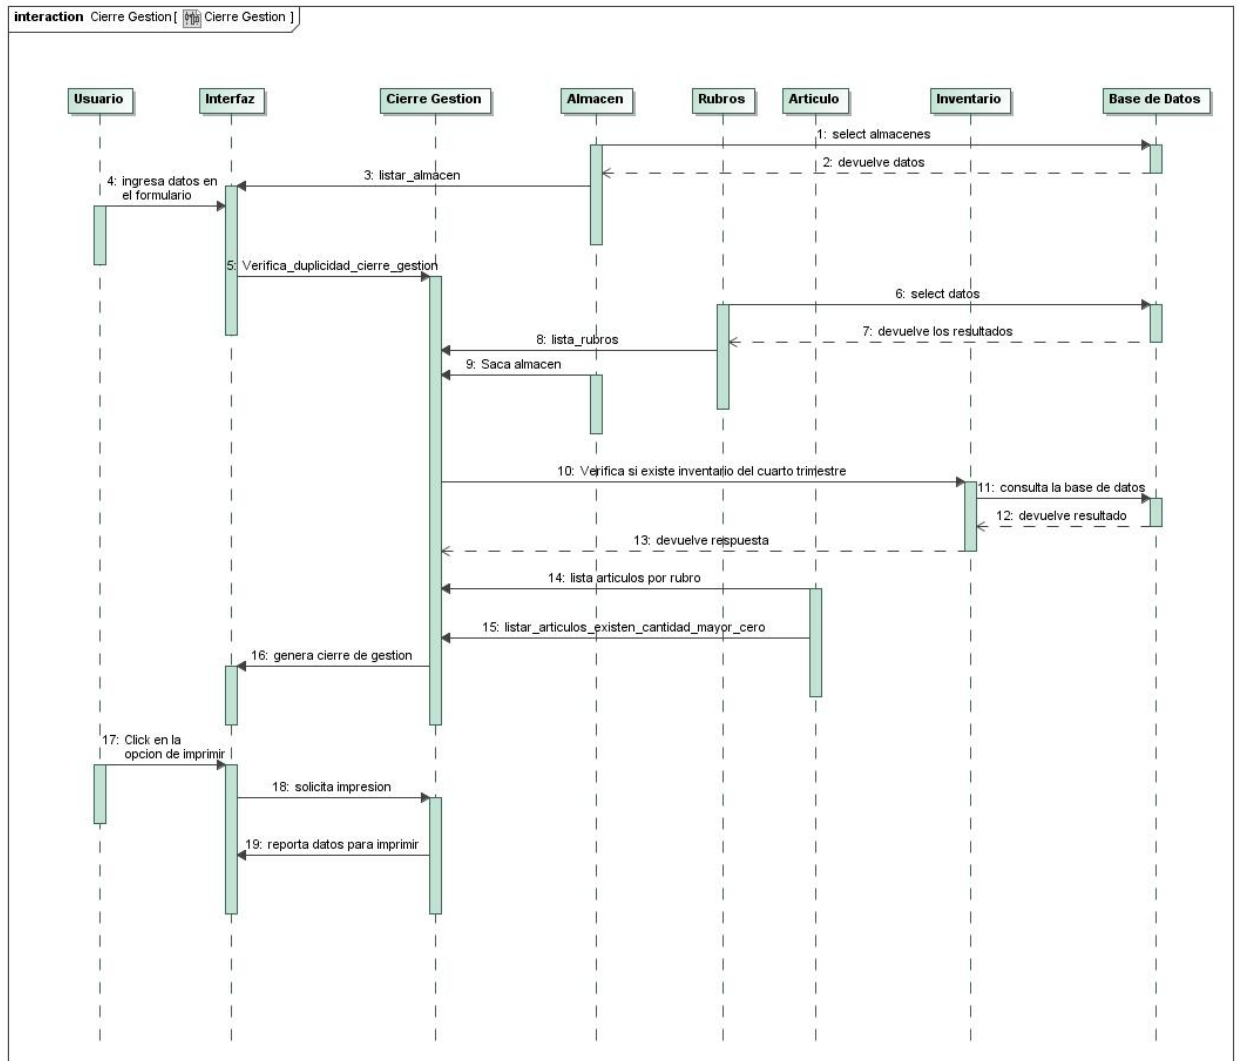 interaction Cierre Gestion [ Cierre Gestion ]
Usuario
Interfaz
Cierre Gestion
Almacen
Rubros
Articulo
Inventario
Base de Datos
1: select almacenes
2: devuelve datos
3: listar_almacen
4: ingresa datos en
el formulario
5: Verifica_duplicidad_cierre_gestion
6: select datos
7: devuelve los resultados
8: lista_rubros
9: Saca almacen
10: Verifica si existe inventario del cuarto trimestre
11: consulta la base de datos
12: devuelve resultado
13: devuelve respuesta
14: lista articulos por rubro
15: listar_articulos_existen_cantidad_mayor_cero
16: genera cierre de gestion
17: Click en la
opcion de imprimir
18: solicita impresion
19: reporta datos para imprimir